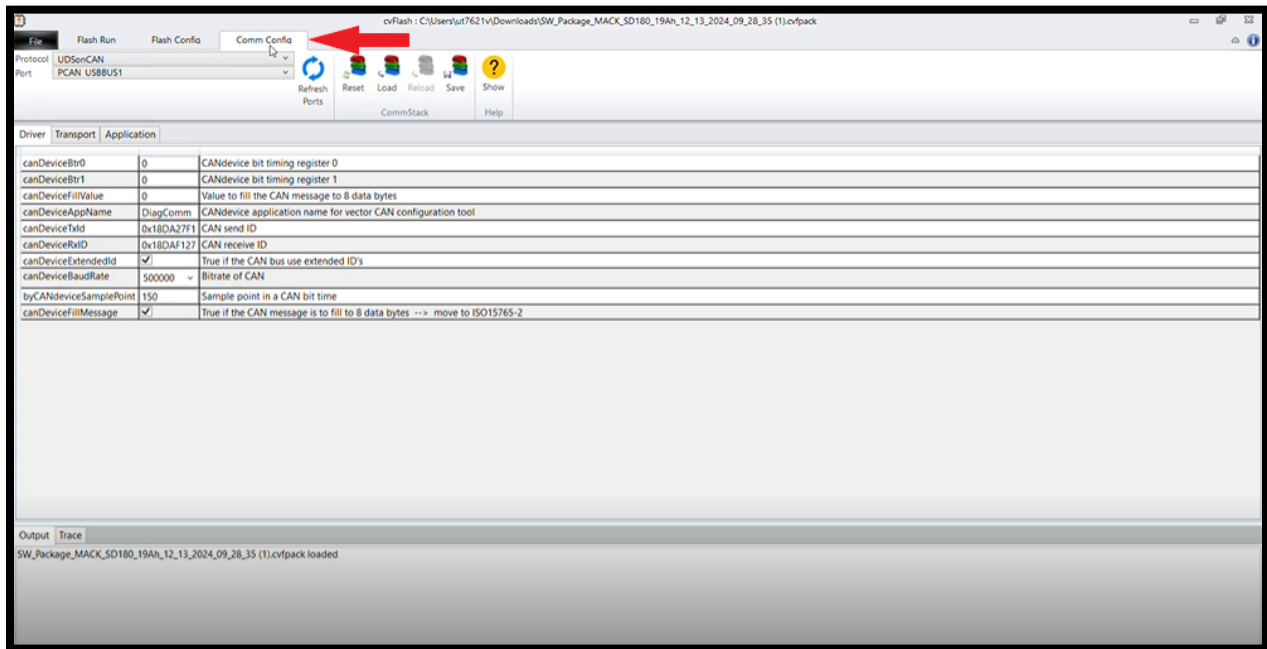 cvFlash : C:\Users\ut7621v\Downloads\SW_Package_MACK_SD180_19Ah_12_13_2024_09_28_35 (1).cvfpack
File Flash Run Flash Config Comm Config
Protocol UDSonCAN
Port PCAN_USBBUS1
Refresh Ports
Reset Load Reload Save Show
CommStack Help
Driver Transport Application
canDeviceBtr0 0 CANdevice bit timing register 0
canDeviceBtr1 0 CANdevice bit timing register 1
canDeviceFillValue 0 Value to fill the CAN message to 8 data bytes
canDeviceAppName DiagComm CANdevice application name for vector CAN configuration tool
canDeviceTxId 0x18DA27F1 CAN send ID
canDeviceRxID 0x18DAF127 CAN receive ID
canDeviceExtendedId True if the CAN bus use extended ID's
canDeviceBaudRate 500000 Bitrate of CAN
byCANdeviceSamplePoint 150 Sample point in a CAN bit time
canDeviceFillMessage True if the CAN message is to fill to 8 data bytes --> move to ISO15765-2
Output Trace
SW_Package_MACK_SD180_19Ah_12_13_2024_09_28_35 (1).cvfpack loaded